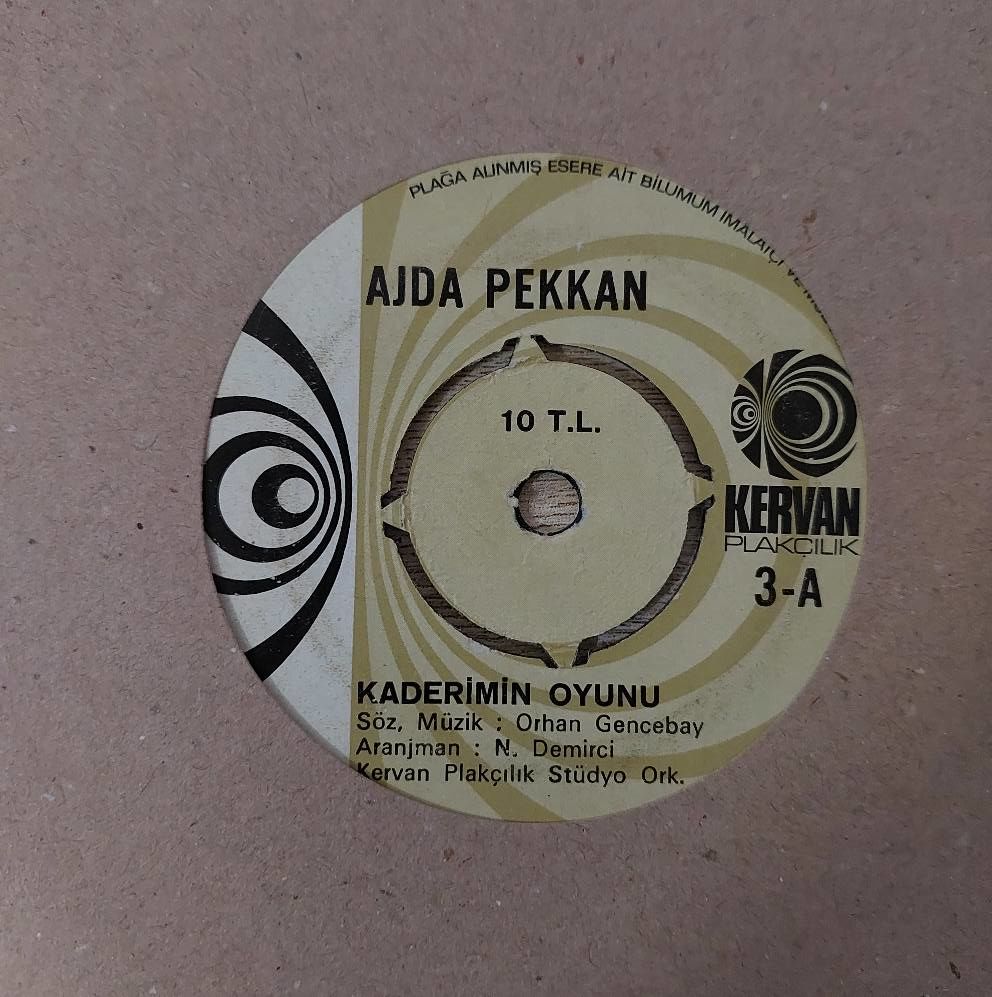 PLAĞA ALINMIŞ ESERE AİT BİLUMUM İMALATÇI VE
AJDA PEKKAN
10 T.L.
KERVAN
PLAKÇILIK
3-A
KADERİMİN OYUNU
Söz, Müzik : Orhan Gencebay
Aranjman : N. Demirci
Kervan Plakçılık Stüdyo Ork.